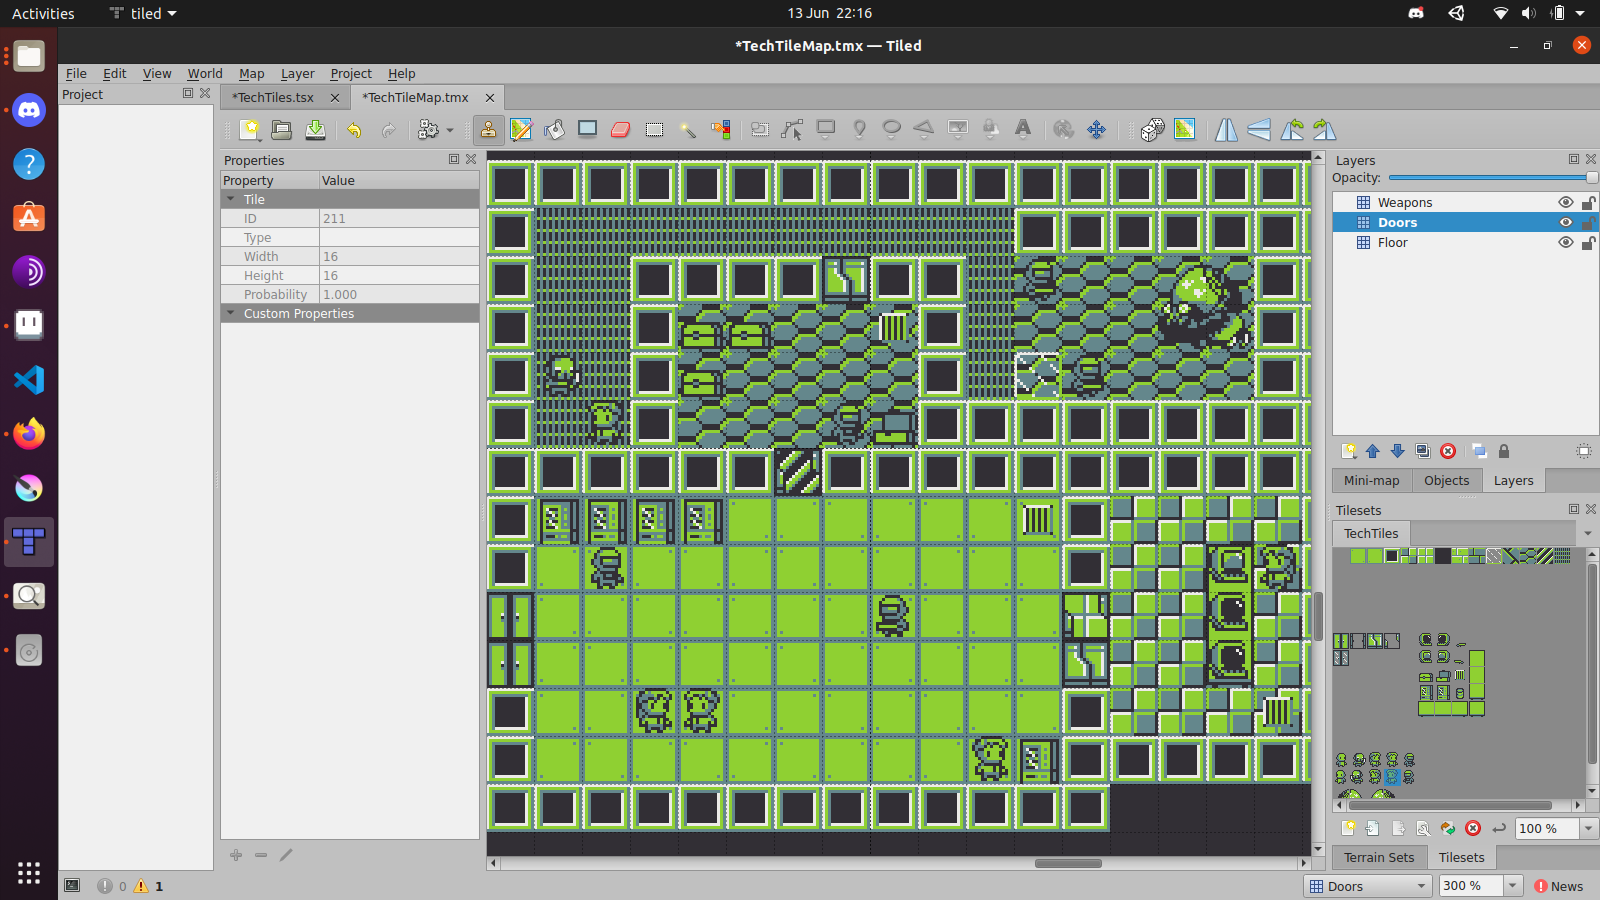 Activities tiled 13 Jun 22:16
*TechTileMap.tmx — Tiled
File Edit View World Map Layer Project Help
Project
*TechTiles.tsx *TechTileMap.tmx
Properties
Property Value
Tile
ID 211
Type
Width 16
Height 16
Probability 1.000
Custom Properties
Layers
Opacity:
Weapons
Doors
Floor
Mini-map Objects Layers
Tilesets
TechTiles
100 %
Terrain Sets Tilesets
0 1 Doors 300 % News